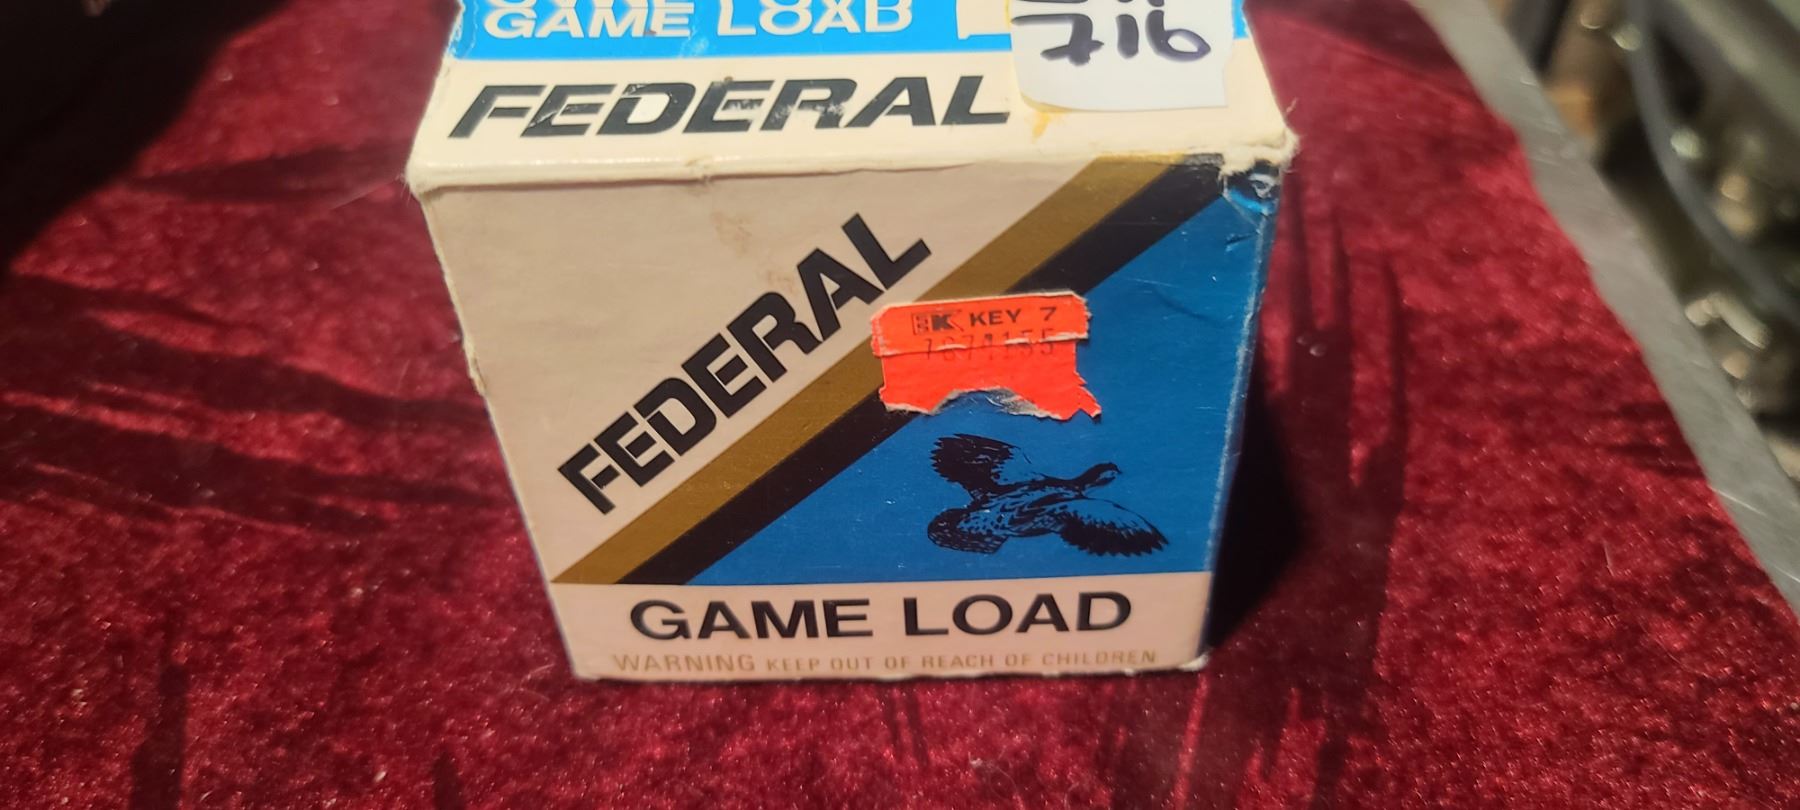 GAME LOAD
716
FEDERAL
FEDERAL
KEY 7
GAME LOAD
WARNING KEEP OUT OF REACH OF CHILDREN